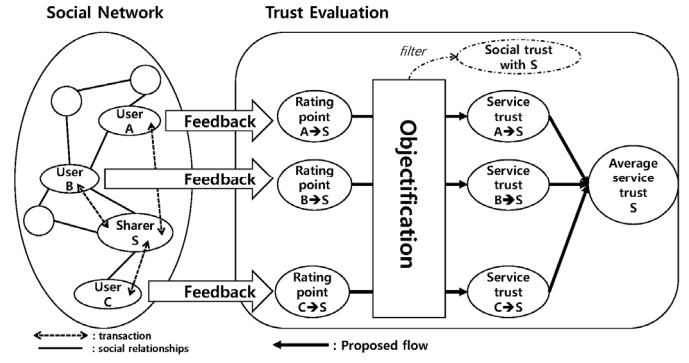 Social Network
Trust Evaluation
filter
Social trust
with S
User
A
Feedback
Rating
point
A➔S
Service
trust
A➔S
User
B
Feedback
Rating
point
B➔S
Objectification
Service
trust
B➔S
Average
service
trust
S
Sharer
S
User
C
Feedback
Rating
point
C➔S
Service
trust
C➔S
: transaction
: social relationships
: Proposed flow